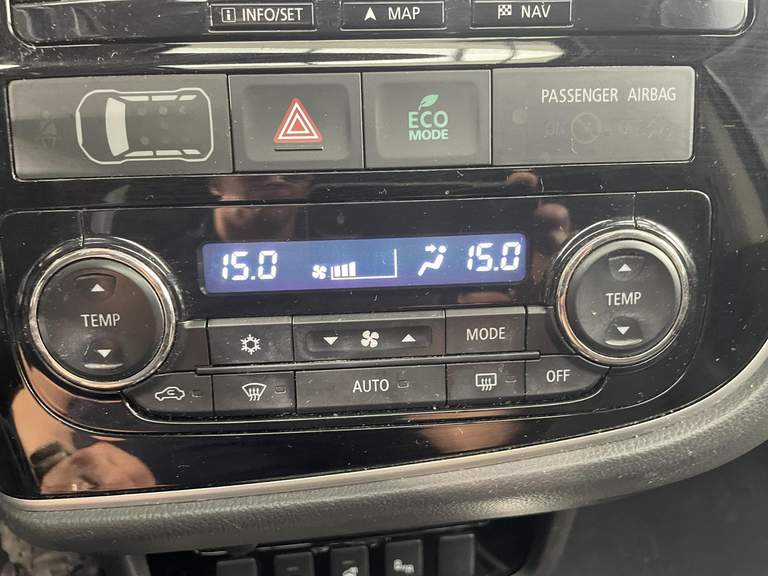 INFO/SET
MAP
NAV
ECO
MODE
PASSENGER AIRBAG
15.0
15.0
TEMP
TEMP
MODE
AUTO
OFF